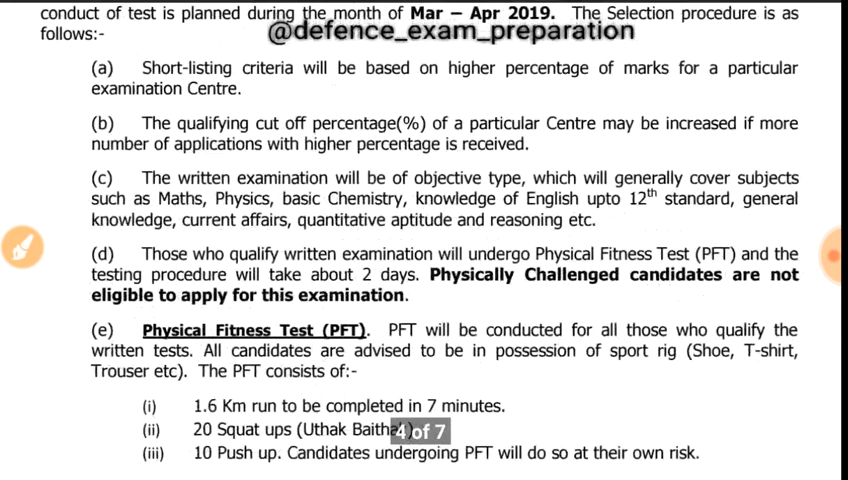 conduct of test is planned during the month of Mar – Apr 2019. The Selection procedure is as
follows:-
@defence_exam_preparation
(a) Short-listing criteria will be based on higher percentage of marks for a particular
examination Centre.
(b) The qualifying cut off percentage(%) of a particular Centre may be increased if more
number of applications with higher percentage is received.
(c) The written examination will be of objective type, which will generally cover subjects
such as Maths, Physics, basic Chemistry, knowledge of English upto 12th standard, general
knowledge, current affairs, quantitative aptitude and reasoning etc.
(d) Those who qualify written examination will undergo Physical Fitness Test (PFT) and the
testing procedure will take about 2 days. Physically Challenged candidates are not
eligible to apply for this examination.
(e) Physical Fitness Test (PFT). PFT will be conducted for all those who qualify the
written tests. All candidates are advised to be in possession of sport rig (Shoe, T-shirt,
Trouser etc). The PFT consists of:-
(i) 1.6 Km run to be completed in 7 minutes.
(ii) 20 Squat ups (Uthak
4 of 7
(iii) 10 Push up. Candidates undergoing PFT will do so at their own risk.